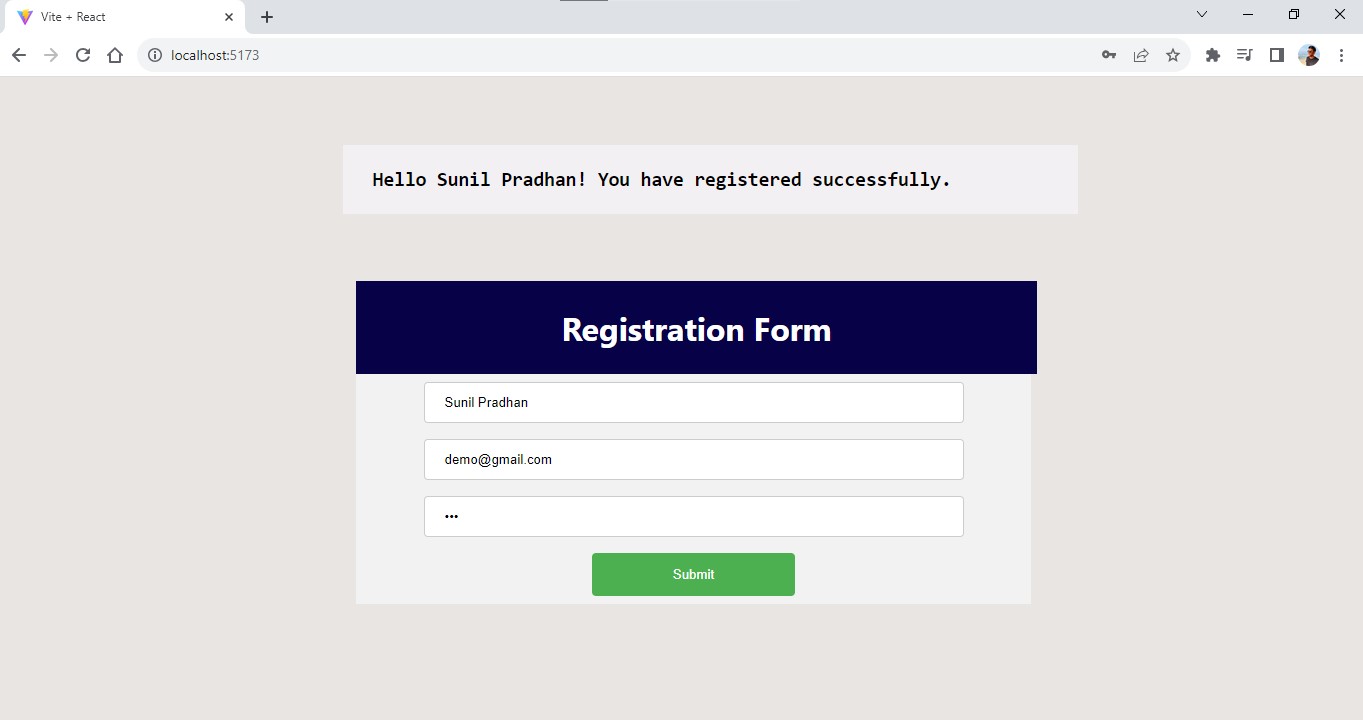 Vite + React
localhost:5173
Hello Sunil Pradhan! You have registered successfully.
Registration Form
Sunil Pradhan
demo@gmail.com
•••
Submit